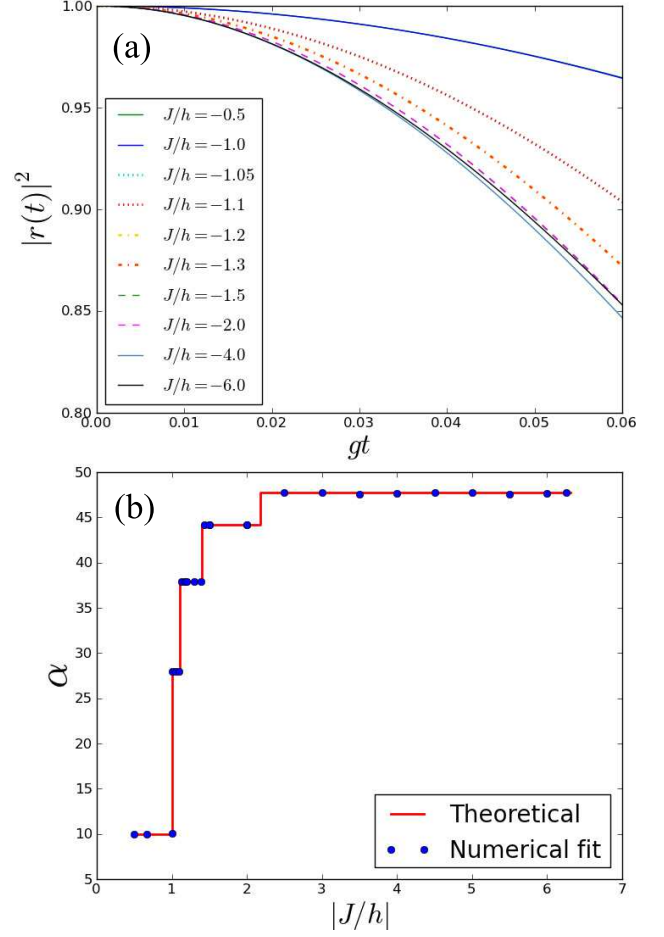 1.00
0.95
0.90
0.85
0.80
|r(t)|²
(a)
J/h=−0.5
J/h=−1.0
J/h=−1.05
J/h=−1.1
J/h=−1.2
J/h=−1.3
J/h=−1.5
J/h=−2.0
J/h=−4.0
J/h=−6.0
0.00 0.01 0.02 0.03 0.04 0.05 0.06
gt
50
45
40
35
30
25
20
15
10
5
α
(b)
Theoretical
Numerical fit
0 1 2 3 4 5 6 7
|J/h|